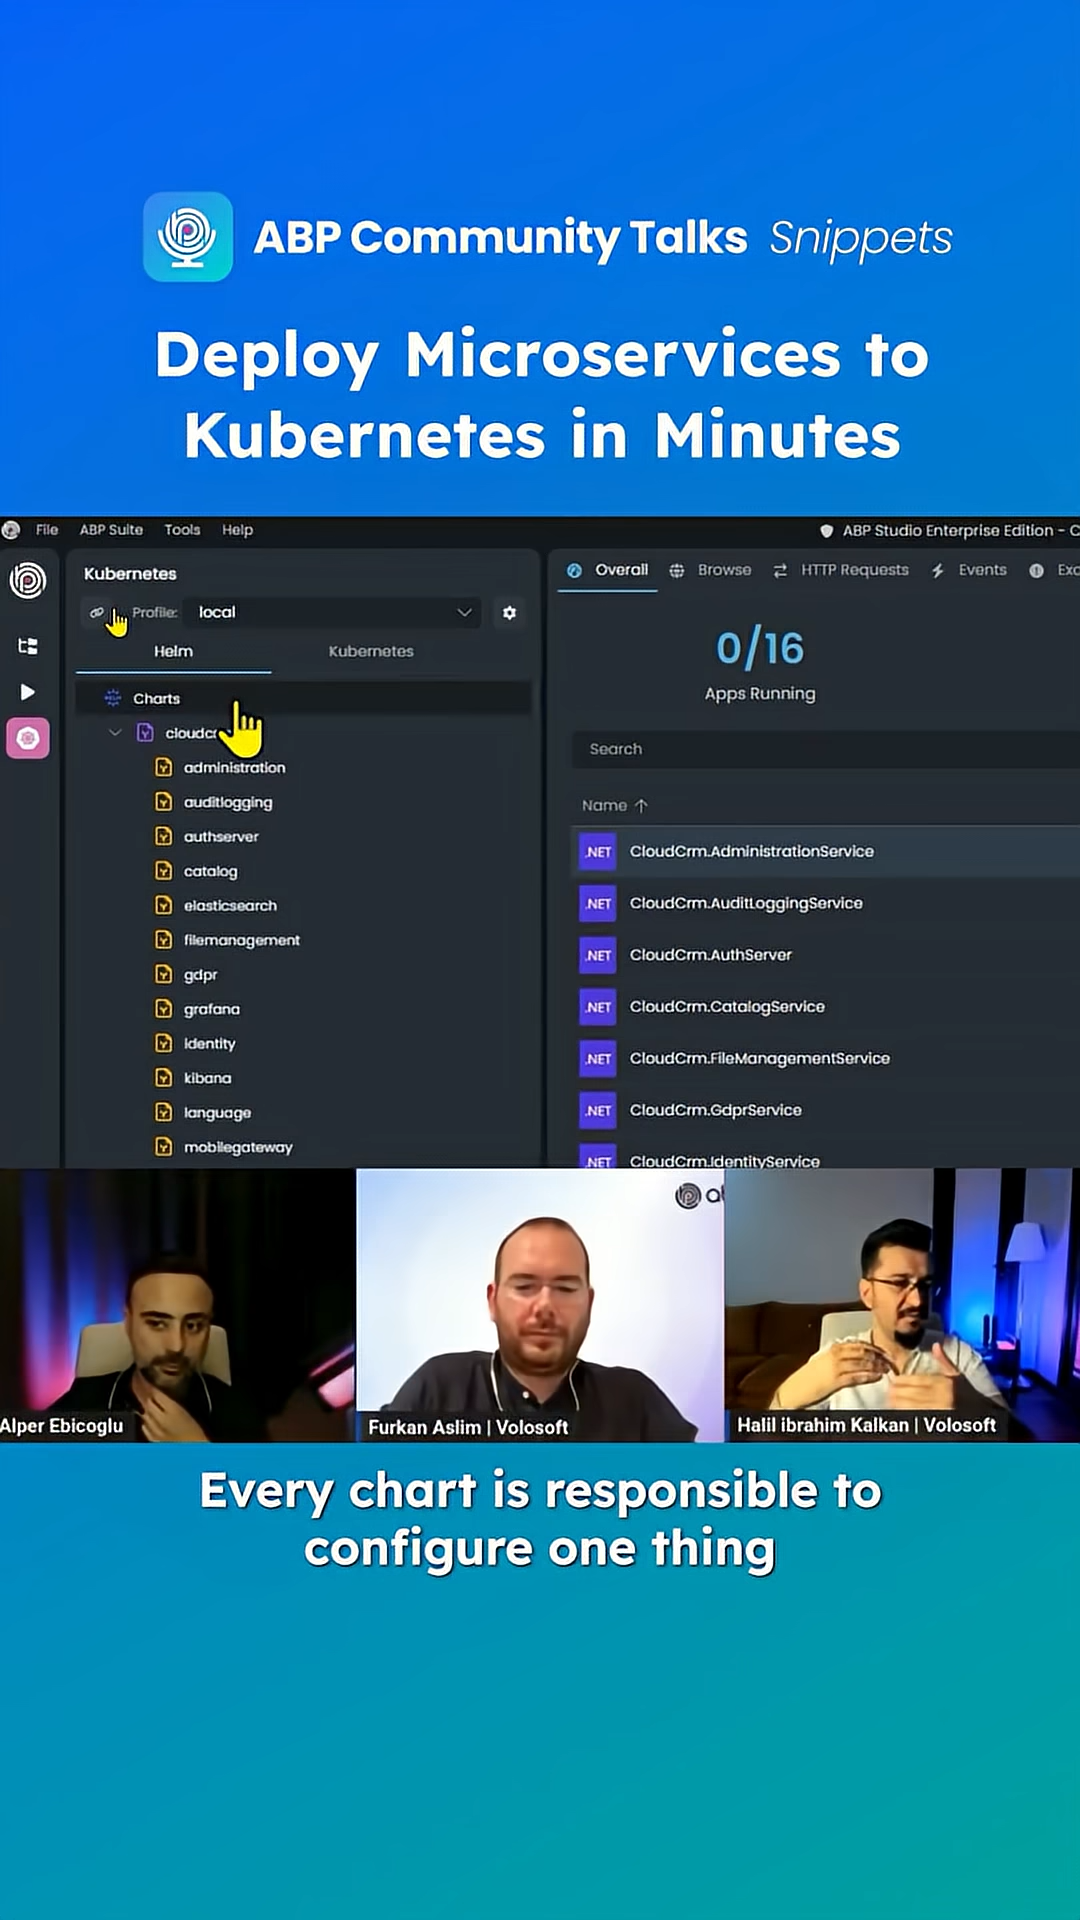 ABP Community Talks Snippets
Deploy Microservices to
Kubernetes in Minutes
File ABP Suite Tools Help
ABP Studio Enterprise Edition - C
Kubernetes
Profile: local
Helm Kubernetes
Charts
administration
auditlogging
authserver
catalog
elasticsearch
filemanagement
gdpr
grafana
identity
kibana
language
mobilegateway
Overall Browse HTTP Requests Events
0/16
Apps Running
Search
Name
.NET CloudCrm.AdministrationService
.NET CloudCrm.AuditLoggingService
.NET CloudCrm.AuthServer
.NET CloudCrm.CatalogService
.NET CloudCrm.FileManagementService
.NET CloudCrm.GdprService
.NET CloudCrm.IdentityService
Alper Ebicoglu
Furkan Aslim | Volosoft
Halil ibrahim Kalkan | Volosoft
Every chart is responsible to
configure one thing